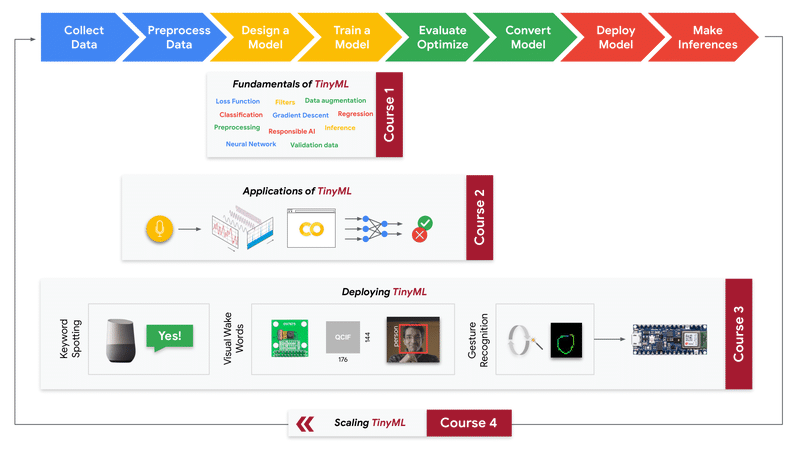 Collect
Data
Preprocess
Data
Design a
Model
Train a
Model
Evaluate
Optimize
Convert
Model
Deploy
Model
Make
Inferences
Fundamentals of TinyML
Loss Function
Filters
Data augmentation
Classification
Gradient Descent
Regression
Preprocessing
Responsible AI
Inference
Neural Network
Validation data
Course 1
Applications of TinyML
Course 2
Deploying TinyML
Keyword
Spotting
Yes!
Visual Wake
Words
QCIF
144
176
person
Gesture
Recognition
Course 3
Scaling TinyML
Course 4